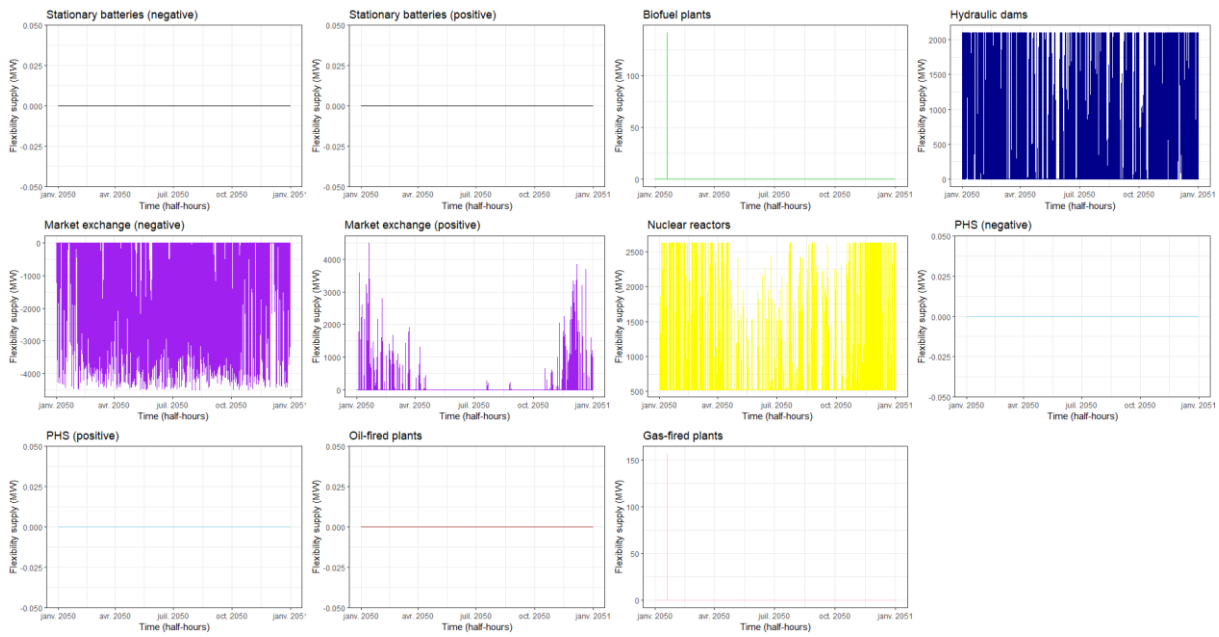 Stationary batteries (negative)
Flexibility supply (MW)
0.050
0.025
0.000
-0.025
-0.050
janv. 2050 avr. 2050 juil. 2050 oct. 2050 janv. 2051
Time (half-hours)
Stationary batteries (positive)
Flexibility supply (MW)
0.050
0.025
0.000
-0.025
-0.050
janv. 2050 avr. 2050 juil. 2050 oct. 2050 janv. 2051
Time (half-hours)
Biofuel plants
Flexibility supply (MW)
100
50
0
janv. 2050 avr. 2050 juil. 2050 oct. 2050 janv. 2051
Time (half-hours)
Hydraulic dams
Flexibility supply (MW)
2000
1500
1000
500
0
janv. 2050 avr. 2050 juil. 2050 oct. 2050 janv. 2051
Time (half-hours)
Market exchange (negative)
Flexibility supply (MW)
0
-1000
-2000
-3000
-4000
janv. 2050 avr. 2050 juil. 2050 oct. 2050 janv. 2051
Time (half-hours)
Market exchange (positive)
Flexibility supply (MW)
4000
3000
2000
1000
0
janv. 2050 avr. 2050 juil. 2050 oct. 2050 janv. 2051
Time (half-hours)
Nuclear reactors
Flexibility supply (MW)
2500
2000
1500
1000
500
janv. 2050 avr. 2050 juil. 2050 oct. 2050 janv. 2051
Time (half-hours)
PHS (negative)
Flexibility supply (MW)
0.050
0.025
0.000
-0.025
-0.050
janv. 2050 avr. 2050 juil. 2050 oct. 2050 janv. 2051
Time (half-hours)
PHS (positive)
Flexibility supply (MW)
0.050
0.025
0.000
-0.025
-0.050
janv. 2050 avr. 2050 juil. 2050 oct. 2050 janv. 2051
Time (half-hours)
Oil-fired plants
Flexibility supply (MW)
0.050
0.025
0.000
-0.025
-0.050
janv. 2050 avr. 2050 juil. 2050 oct. 2050 janv. 2051
Time (half-hours)
Gas-fired plants
Flexibility supply (MW)
150
100
50
0
janv. 2050 avr. 2050 juil. 2050 oct. 2050 janv. 2051
Time (half-hours)